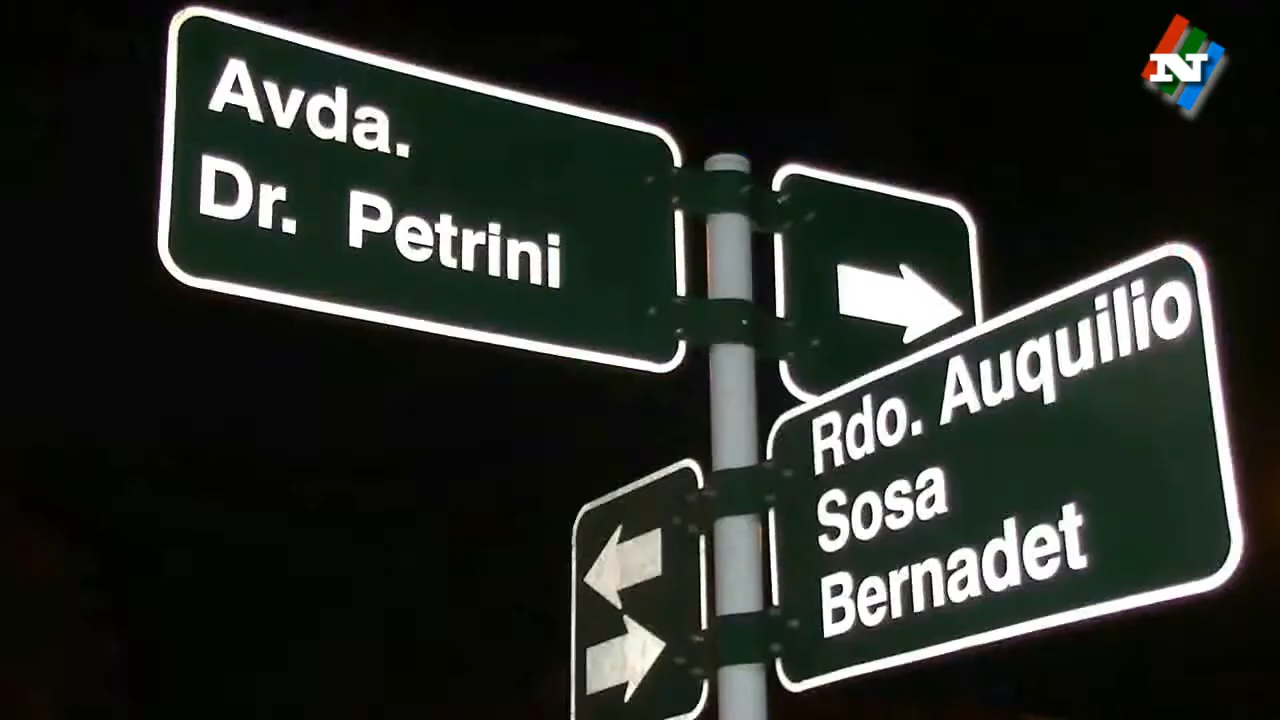 Avda.
Dr. Petrini
Rdo. Auquilio
Sosa
Bernadet
N